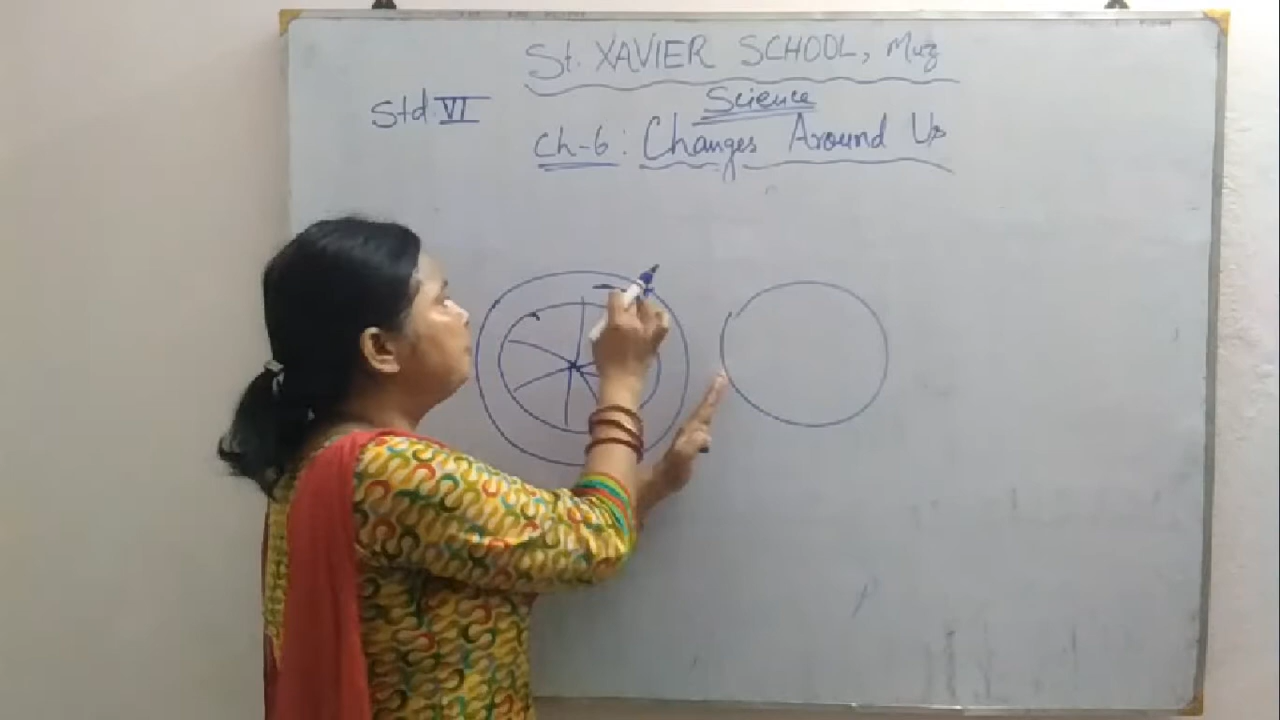 St. XAVIER SCHOOL, Muz
Science
Std. VI
Ch-6: Changes Around Us